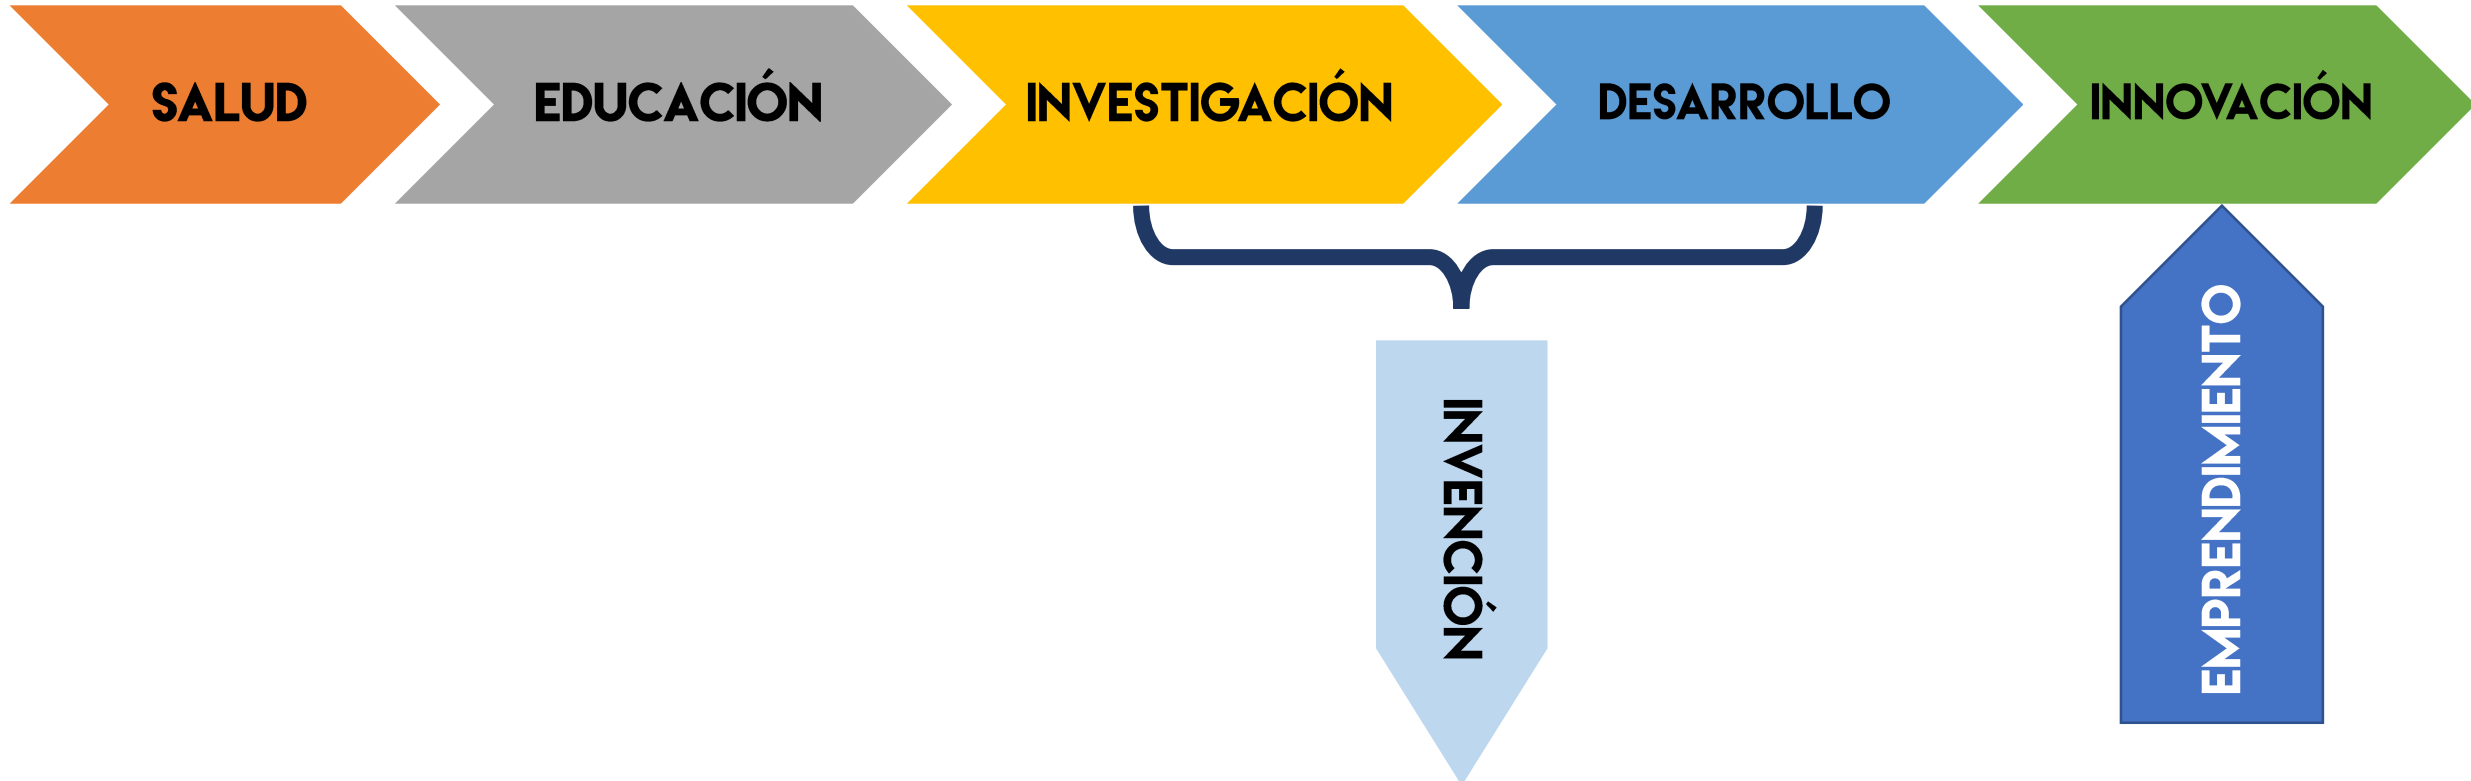 SALUD
EDUCACIÓN
INVESTIGACIÓN
DESARROLLO
INNOVACIÓN
INVENCIÓN
EMPRENDIMIENTO